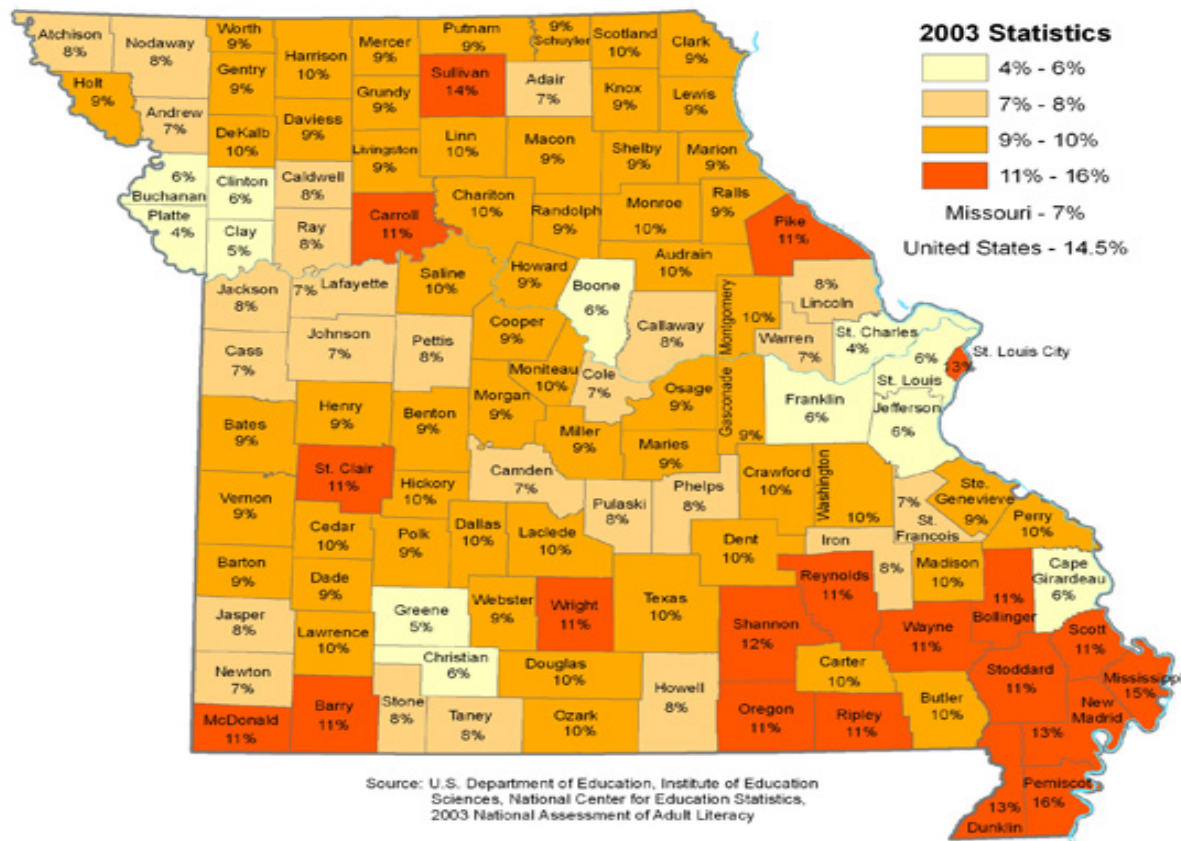 2003 Statistics
4% - 6%
7% - 8%
9% - 10%
11% - 16%
Missouri - 7%
United States - 14.5%
Atchison
8%
Nodaway
8%
Worth
9%
Harrison
10%
Mercer
9%
Putnam
9%
9%
Schuyler
Scotland
10%
Clark
9%
Holt
9%
Gentry
9%
Grundy
9%
Sullivan
14%
Adair
7%
Knox
9%
Lewis
9%
Andrew
7%
DeKalb
10%
Daviess
9%
Livingston
9%
Linn
10%
Macon
9%
Shelby
9%
Marion
9%
6%
Buchanan
Clinton
6%
Caldwell
8%
Platte
4%
Clay
5%
Ray
8%
Carroll
11%
Chariton
10%
Randolph
9%
Monroe
10%
Ralls
9%
Pike
11%
Jackson
8%
7%
Lafayette
Saline
10%
Howard
9%
Boone
6%
Audrain
10%
Callaway
8%
Montgomery
10%
8%
Lincoln
Warren
7%
St. Charles
4%
6%
St. Louis
13%
St. Louis City
Cass
7%
Johnson
7%
Pettis
8%
Cooper
9%
Moniteau
10%
Cole
7%
Osage
9%
Gasconade
9%
Franklin
6%
Jefferson
6%
Bates
9%
Henry
9%
Benton
9%
Morgan
9%
Miller
9%
Maries
9%
St. Clair
11%
Hickory
10%
Camden
7%
Pulaski
8%
Phelps
8%
Crawford
10%
Washington
10%
7%
St.
Francois
Ste.
Genevieve
9%
Perry
10%
Vernon
9%
Cedar
10%
Polk
9%
Dallas
10%
Laclede
10%
Dent
10%
Iron
8%
Madison
10%
Barton
9%
Dade
9%
Greene
5%
Webster
9%
Wright
11%
Texas
10%
Reynolds
11%
11%
Bollinger
Cape
Girardeau
6%
Jasper
8%
Lawrence
10%
Christian
6%
Douglas
10%
Shannon
12%
Wayne
11%
Scott
11%
Newton
7%
Stone
8%
Taney
8%
Ozark
10%
Howell
8%
Carter
10%
Butler
10%
Stoddard
11%
Mississippi
15%
McDonald
11%
Barry
11%
Oregon
11%
Ripley
11%
New
Madrid
13%
13%
Dunklin
Pemiscot
16%
Source: U.S. Department of Education, Institute of Education
Sciences, National Center for Education Statistics,
2003 National Assessment of Adult Literacy